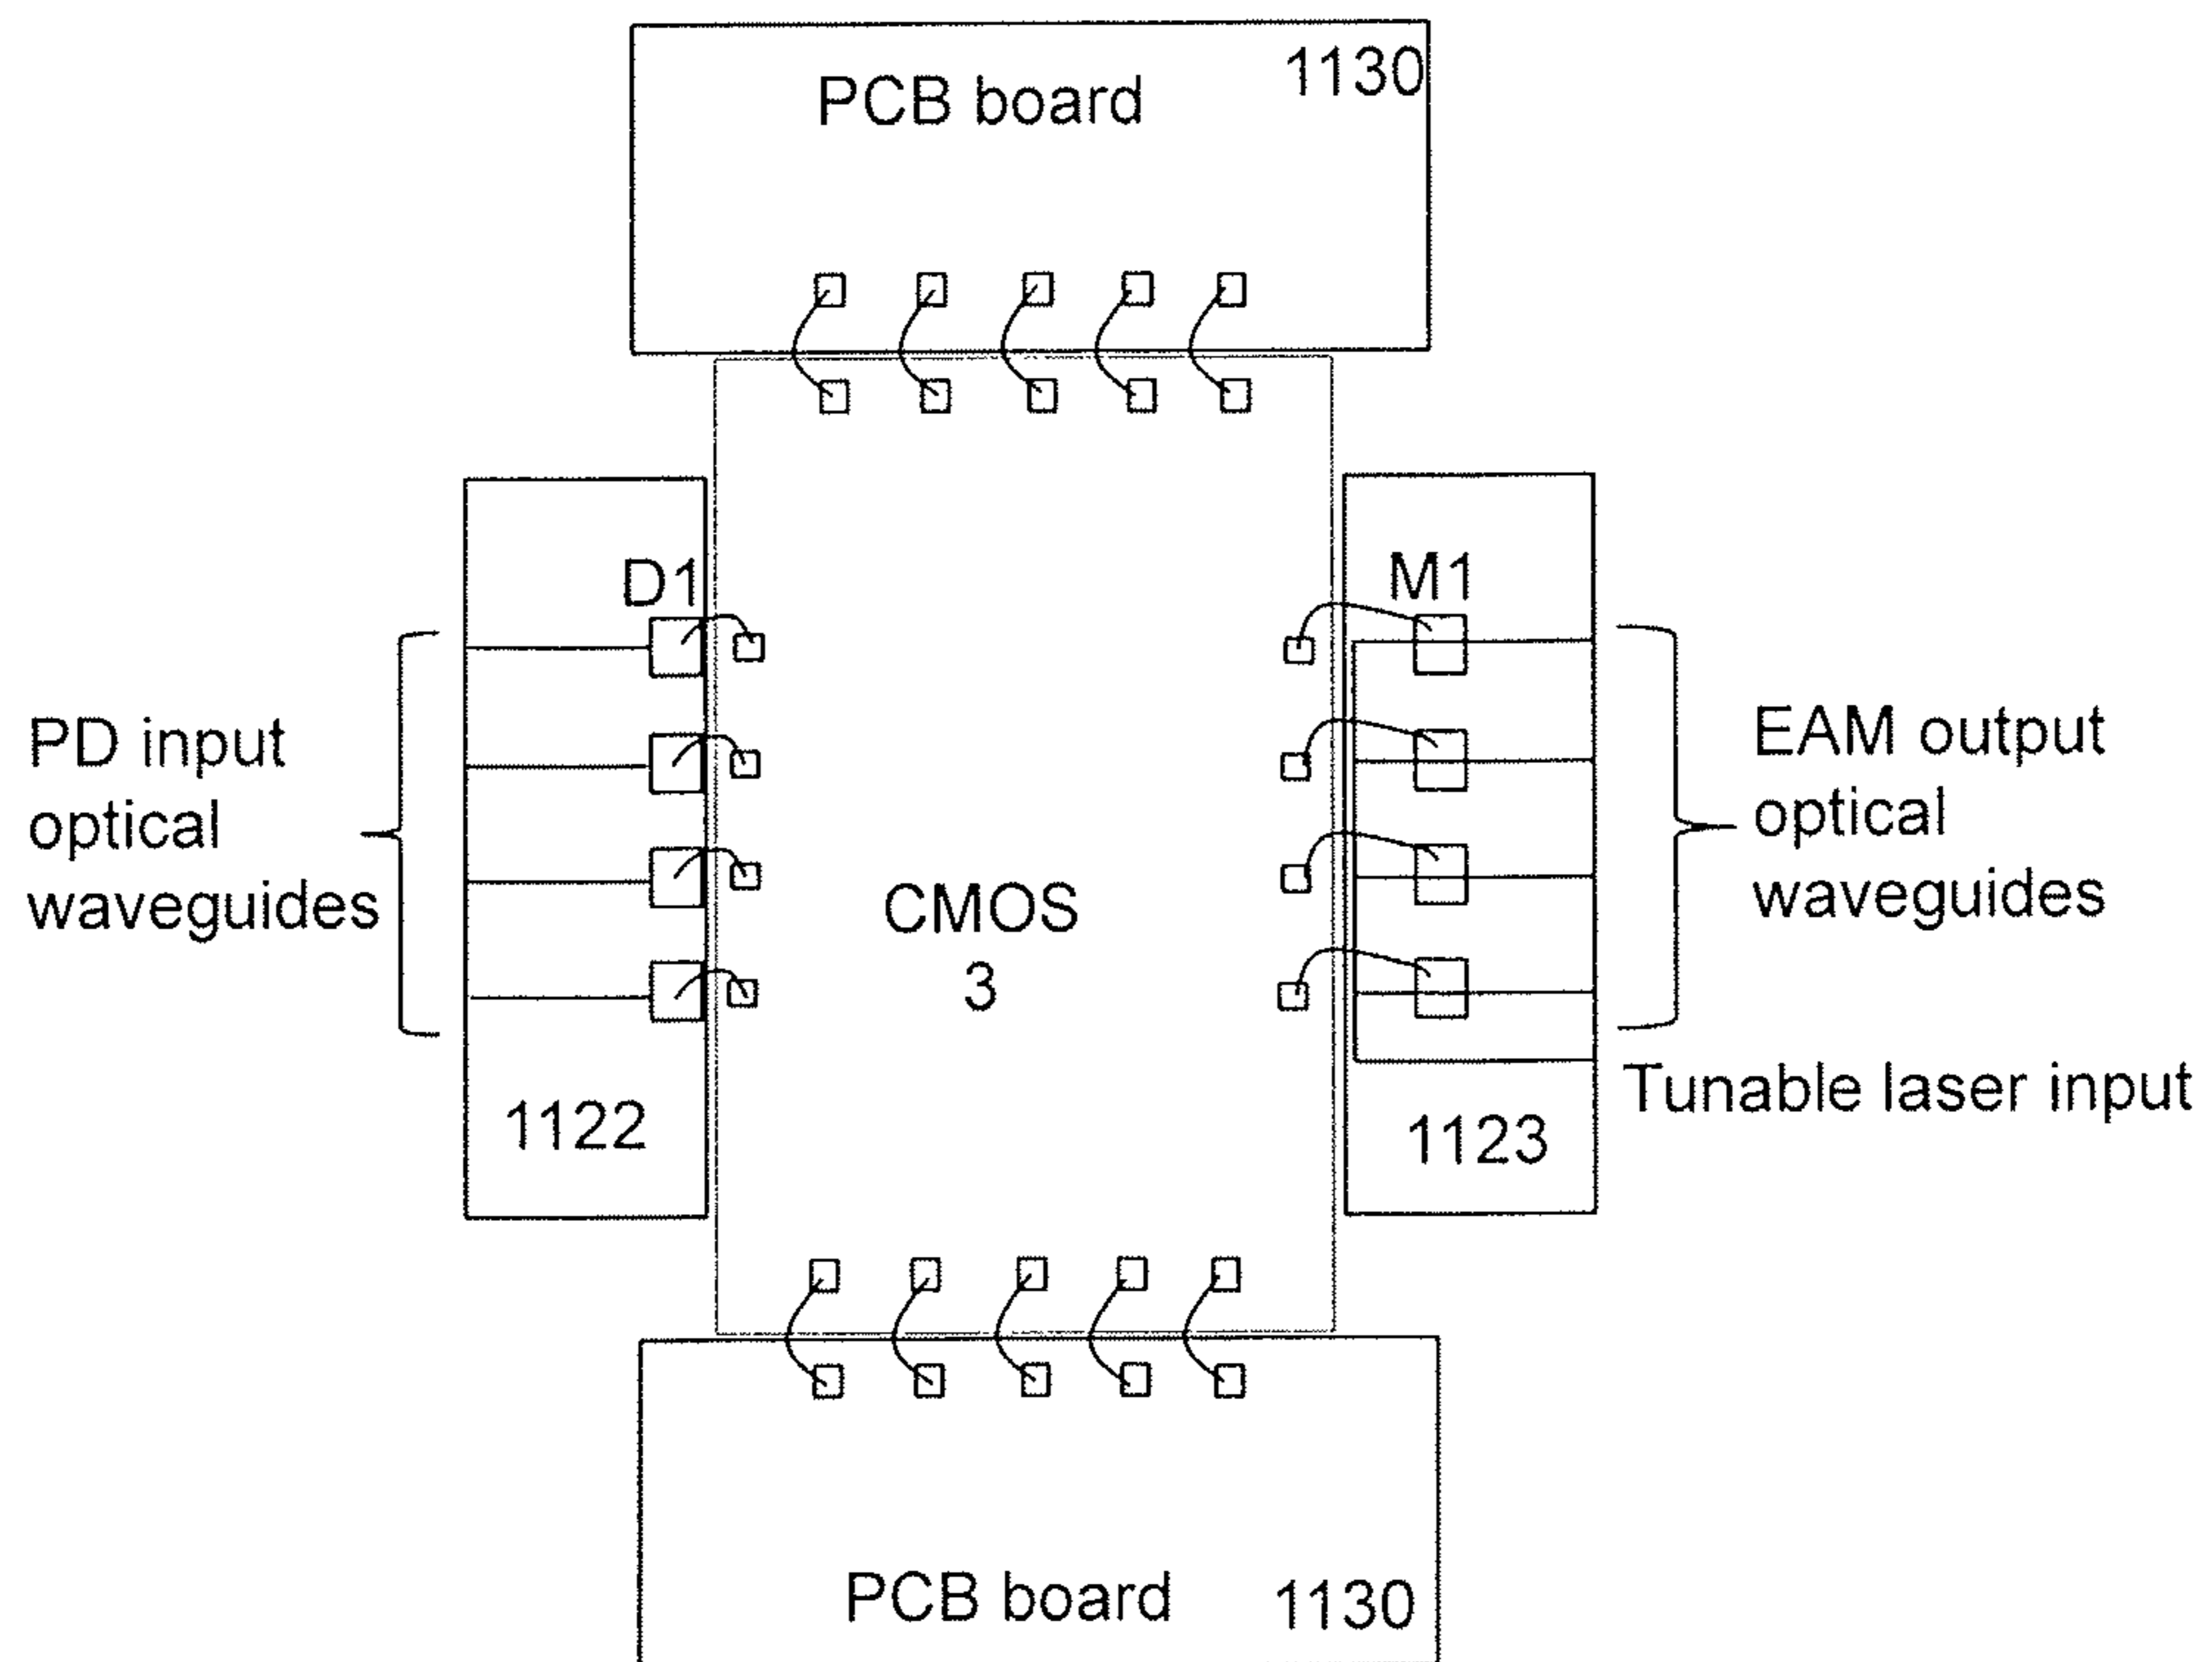 1130
PCB board
D1
M1
PD input
optical
waveguides
CMOS
3
EAM output
optical
waveguides
Tunable laser input
1122
1123
PCB board
1130